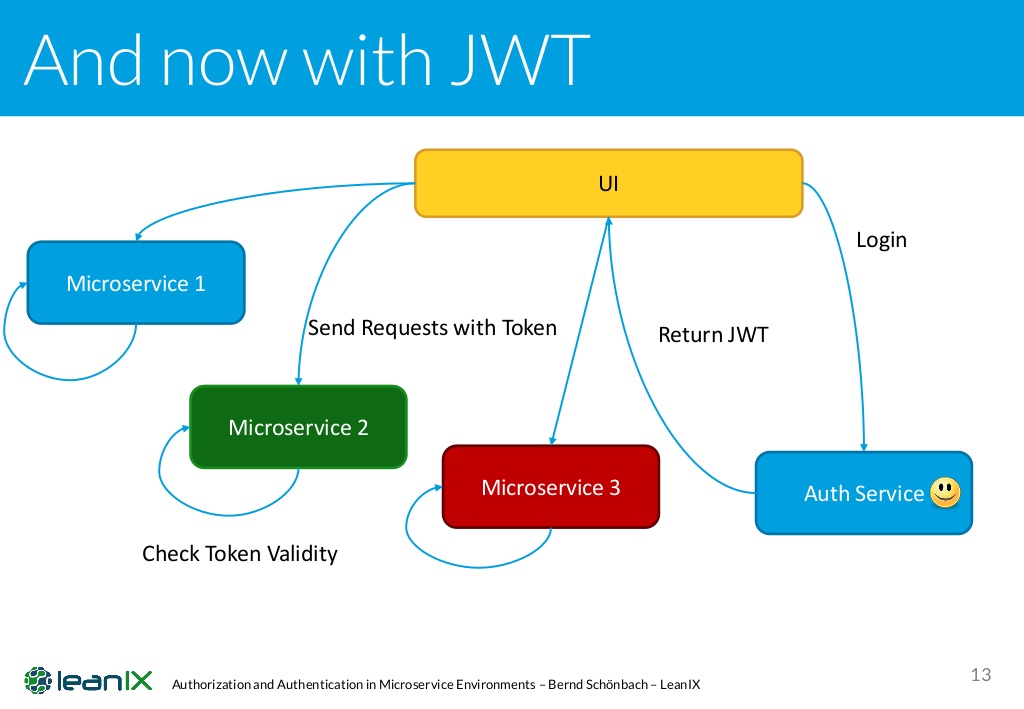 And now with JWT
UI
Login
Microservice 1
Send Requests with Token
Return JWT
Microservice 2
Microservice 3
Auth Service
Check Token Validity
leanIX
Authorization and Authentication in Microservice Environments – Bernd Schönbach – LeanIX
13